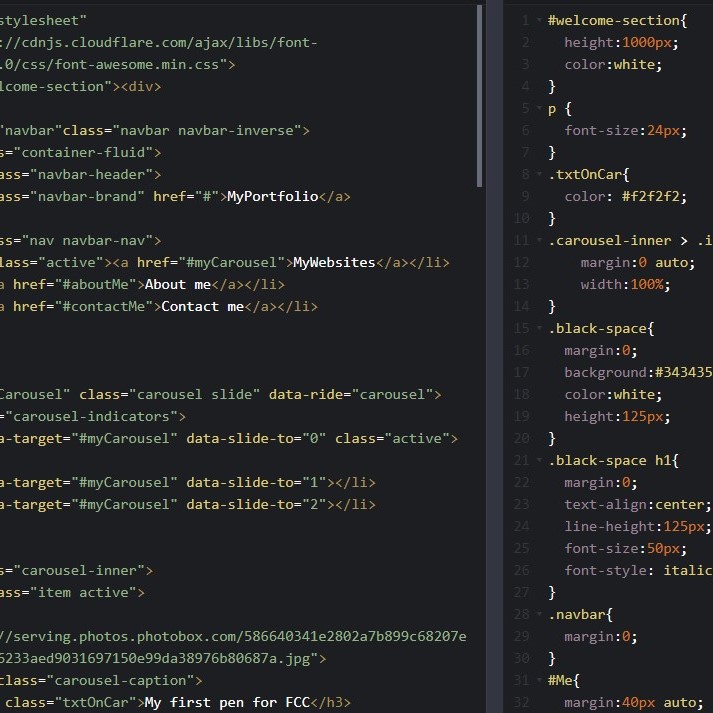 stylesheet"
://cdnjs.cloudflare.com/ajax/libs/font-
.0/css/font-awesome.min.css">
lcome-section"><div>
"navbar"class="navbar navbar-inverse">
s="container-fluid">
ass="navbar-header">
ass="navbar-brand" href="#">MyPortfolio</a>
ss="nav navbar-nav">
lass="active"><a href="#myCarousel">MyWebsites</a></li>
a href="#aboutMe">About me</a></li>
a href="#contactMe">Contact me</a></li>
Carousel" class="carousel slide" data-ride="carousel">
="carousel-indicators">
a-target="#myCarousel" data-slide-to="0" class="active">
a-target="#myCarousel" data-slide-to="1"></li>
a-target="#myCarousel" data-slide-to="2"></li>
s="carousel-inner">
ass="item active">
//serving.photos.photobox.com/586640341e2802a7b899c68207e
6233aed9031697150e99da38976b80687a.jpg">
class="carousel-caption">
class="txtOnCar">My first pen for FCC</h3>
1 #welcome-section{
2 height:1000px;
3 color:white;
4 }
5 p {
6 font-size:24px;
7 }
8 .txtOnCar{
9 color: #f2f2f2;
10 }
11 .carousel-inner > .i
12 margin:0 auto;
13 width:100%;
14 }
15 .black-space{
16 margin:0;
17 background:#343435
18 color:white;
19 height:125px;
20 }
21 .black-space h1{
22 margin:0;
23 text-align:center;
24 line-height:125px;
25 font-size:50px;
26 font-style: italic
27 }
28 .navbar{
29 margin:0;
30 }
31 #Me{
32 margin:40px auto;